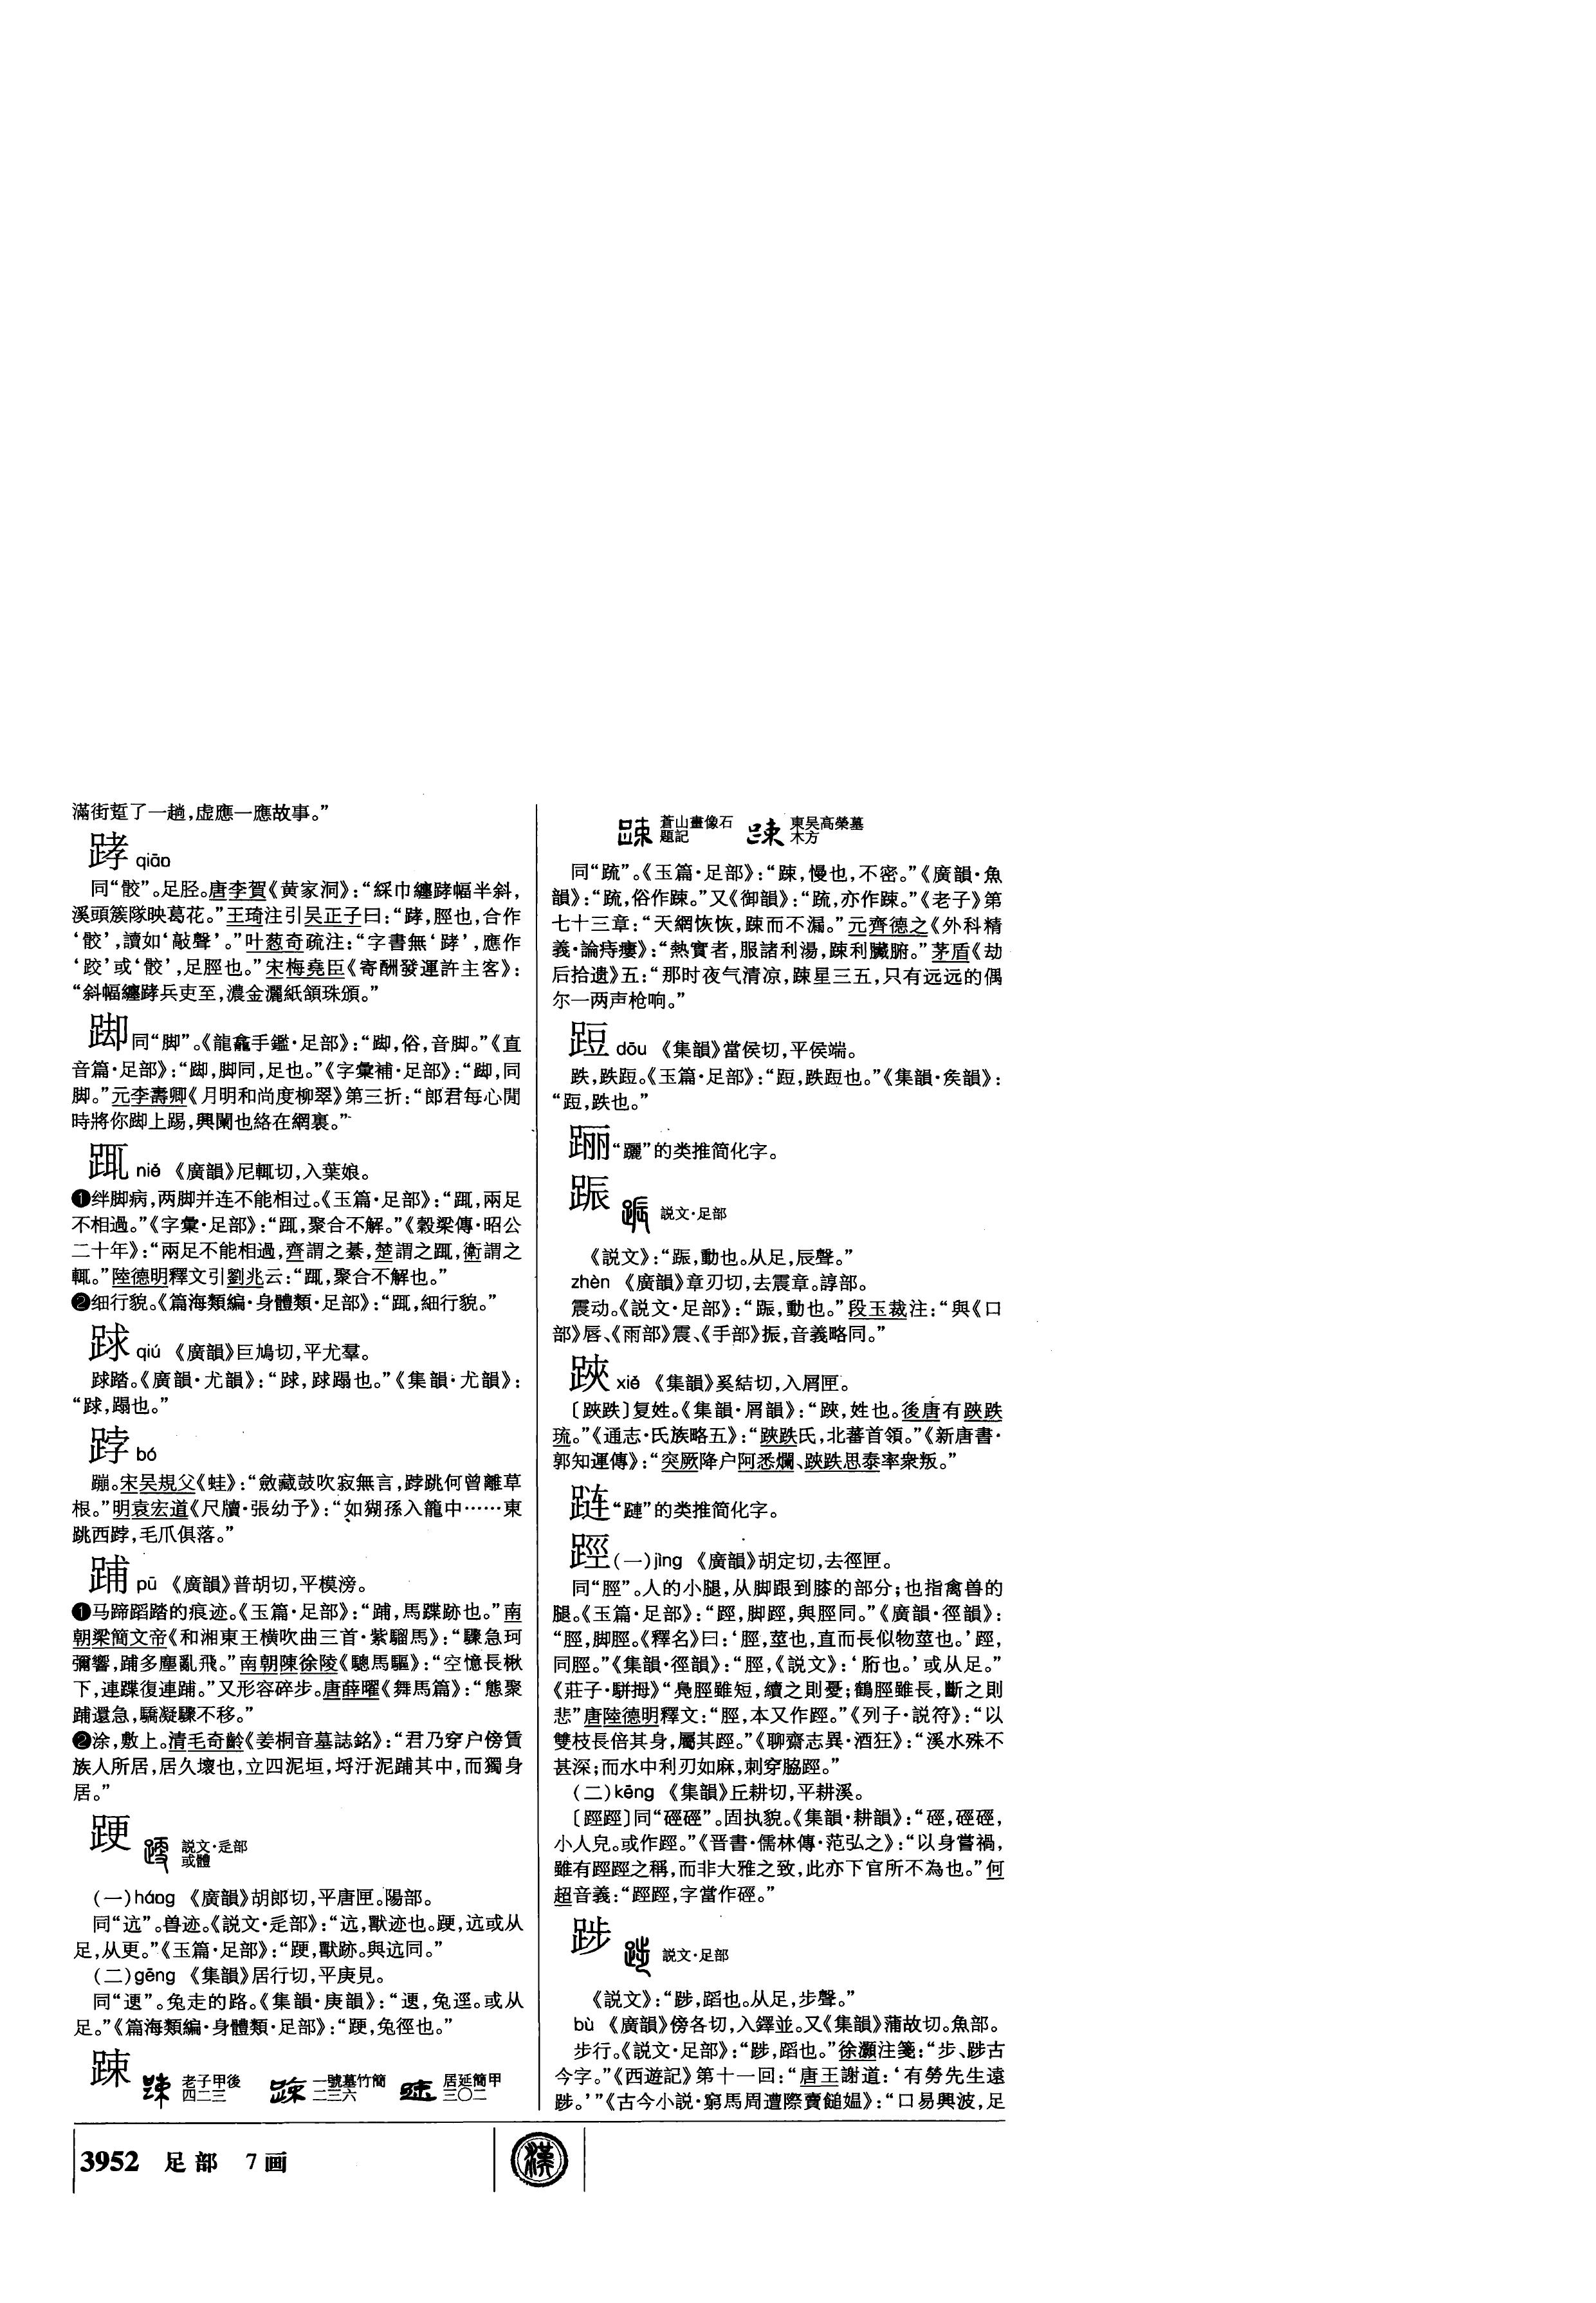 滿街踅了一趟，虚應一應故事。”
踍 qiāo
同“骹”。足胫。唐李賀《黄家洞》：“綵巾纏踍幅半斜，
溪頭簇隊映葛花。”王琦注引吴正子曰：“踍，脛也，合作
‘骹’，讀如‘敲聲’。”叶葱奇疏注：“字書無‘踍’，應作
‘跤’或‘骹’，足脛也。”宋梅堯臣《寄酬發運許主客》：
“斜幅纏踍兵吏至，濃金灑紙領珠頒。”
踋 同“脚”。《龍龕手鑑·足部》：“踋，俗，音脚。”《直
音篇·足部》：“踋，脚同，足也。”《字彙補·足部》：“踋，同
脚。”元李壽卿《月明和尚度柳翠》第三折：“郎君每心閒
時將你踋上踢，興闌也絡在網裏。”
踂 niè 《廣韻》尼輒切，入葉娘。
❶绊脚病，两脚并连不能相过。《玉篇·足部》：“踂，兩足
不相過。”《字彙·足部》：“踂，聚合不解。”《穀梁傳·昭公
二十年》：“兩足不能相過，齊謂之綦，楚謂之踂，衛謂之
輒。”陸德明釋文引劉兆云：“踂，聚合不解也。”
❷细行貌。《篇海類編·身體類·足部》：“踂，細行貌。”
䟵 qiú 《廣韻》巨鳩切，平尤羣。
䟵踏。《廣韻·尤韻》：“䟵，䟵蹋也。”《集韻·尤韻》：
“䟵，蹋也。”
䟛 bó
蹦。宋吴規父《蛙》：“斂藏鼓吹寂無言，䟛跳何曾離草
根。”明袁宏道《尺牘·張幼予》：“如猢孫入籠中……東
跳西䟛，毛爪俱落。”
䠊 pū 《廣韻》普胡切，平模滂。
❶马蹄蹈踏的痕迹。《玉篇·足部》：“䠊，馬蹀跡也。”南
朝梁簡文帝《和湘東王横吹曲三首·紫騮馬》：“驟急珂
彌響，䠊多塵亂飛。”南朝陳徐陵《驄馬驅》：“空憶長楸
下，連蹀復連䠊。”又形容碎步。唐薛曜《舞馬篇》：“態聚
䠊還急，驕凝驟不移。”
❷涂，敷上。清毛奇齡《姜桐音墓誌銘》：“君乃穿户傍賃
族人所居，居久壞也，立四泥垣，埒汙泥䠊其中，而獨身
居。”
䠄 説文·辵部
或體
（一）háng 《廣韻》胡郎切，平唐匣。陽部。
同“迒”。兽迹。《説文·辵部》：“迒，獸迹也。䠄，迒或从
足，从更。”《玉篇·足部》：“䠄，獸跡。與迒同。”
（二）gēng 《集韻》居行切，平庚見。
同“𨁈”。兔走的路。《集韻·庚韻》：“𨁈，兔逕。或从
足。”《篇海類編·身體類·足部》：“䠄，兔徑也。”
踈 老子甲後
四二三 一號墓竹簡
二三六 居延簡甲
三〇二
蒼山畫像石
題記 東吴高榮墓
木方
同“䟽”。《玉篇·足部》：“踈，慢也，不密。”《廣韻·魚
韻》：“䟽，俗作踈。”又《御韻》：“䟽，亦作踈。”《老子》第
七十三章：“天網恢恢，踈而不漏。”元齊德之《外科精
義·論痔瘻》：“熱實者，服諸利湯，踈利臟腑。”茅盾《劫
后拾遗》五：“那时夜气清凉，踈星三五，只有远远的偶
尔一两声枪响。”
䠇 dōu 《集韻》當侯切，平侯端。
跌，跌䠇。《玉篇·足部》：“䠇，跌䠇也。”《集韻·矦韻》：
“䠇，跌也。”
“躧”的类推简化字。
踬 説文·足部
《説文》：“踬，動也。从足，辰聲。”
zhèn 《廣韻》章刃切，去震章。諄部。
震动。《説文·足部》：“踬，動也。”段玉裁注：“與《口
部》唇、《雨部》震、《手部》振，音義略同。”
䟶 xié 《集韻》奚結切，入屑匣。
〔䟶跌〕复姓。《集韻·屑韻》：“䟶，姓也。後唐有䟶跌
琉。”《通志·氏族略五》：“䟶跌氏，北蕃首領。”《新唐書·
郭知運傳》：“突厥降户阿悉爛、䟶跌思泰率衆叛。”
𨁴 “蹥”的类推简化字。
踁 （一）jìng 《廣韻》胡定切，去徑匣。
同“脛”。人的小腿，从脚跟到膝的部分；也指禽兽的
腿。《玉篇·足部》：“踁，脚踁，與脛同。”《廣韻·徑韻》：
“脛，脚脛。《釋名》曰：‘脛，莖也，直而長似物莖也。’踁，
同脛。”《集韻·徑韻》：“脛，《説文》：‘胻也。’或从足。”
《莊子·駢拇》“鳧脛雖短，續之則憂；鶴脛雖長，斷之則
悲”唐陸德明釋文：“脛，本又作踁。”《列子·説符》：“以
雙枝長倍其身，屬其踁。”《聊齋志異·酒狂》：“溪水殊不
甚深；而水中利刃如麻，刺穿脇踁。”
（二）kēng 《集韻》丘耕切，平耕溪。
〔踁踁〕同“硜硜”。固执貌。《集韻·耕韻》：“硜，硜硜，
小人皃。或作踁。”《晋書·儒林傳·范弘之》：“以身嘗禍，
雖有踁踁之稱，而非大雅之致，此亦下官所不為也。”何
超音義：“踁踁，字當作硜。”
踄 説文·足部
《説文》：“踄，蹈也。从足，步聲。”
bù 《廣韻》傍各切，入鐸並。又《集韻》蒲故切。魚部。
步行。《説文·足部》：“踄，蹈也。”徐灝注箋：“步、踄古
今字。”《西遊記》第十一回：“唐王謝道：‘有勞先生遠
踄。’”《古今小説·窮馬周遭際賣䭔媪》：“口易興波，足
3952 足部 7画
漢